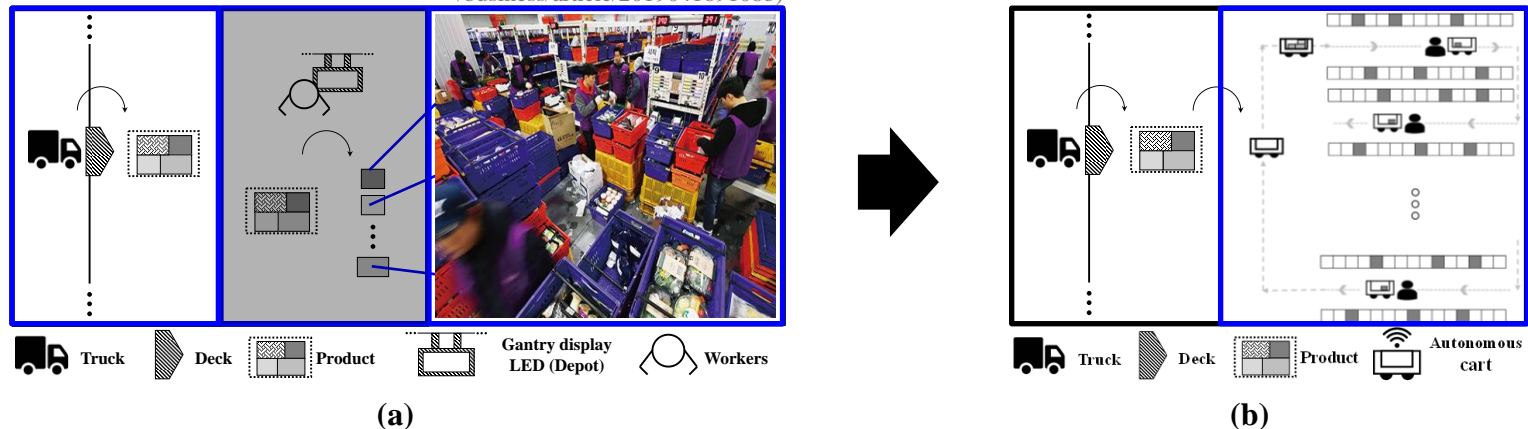 Truck
Deck
Product
Gantry display
LED (Depot)
Workers
(a)
Truck
Deck
Product
Autonomous
cart
(b)